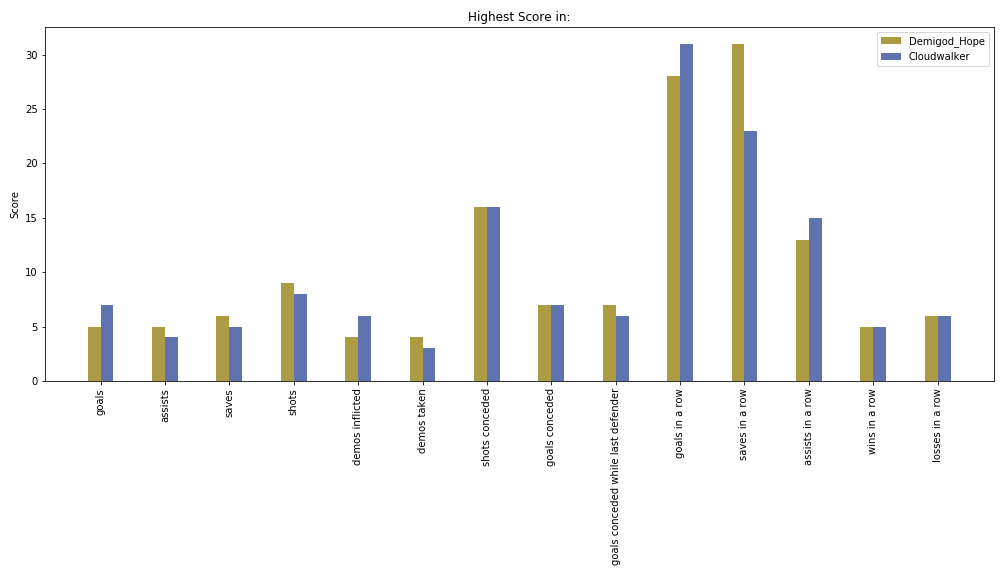 Highest Score in:
Demigod_Hope
Cloudwalker
Score
30
25
20
15
10
5
0
goals
assists
saves
shots
demos inflicted
demos taken
shots conceded
goals conceded
goals conceded while last defender
goals in a row
saves in a row
assists in a row
wins in a row
losses in a row